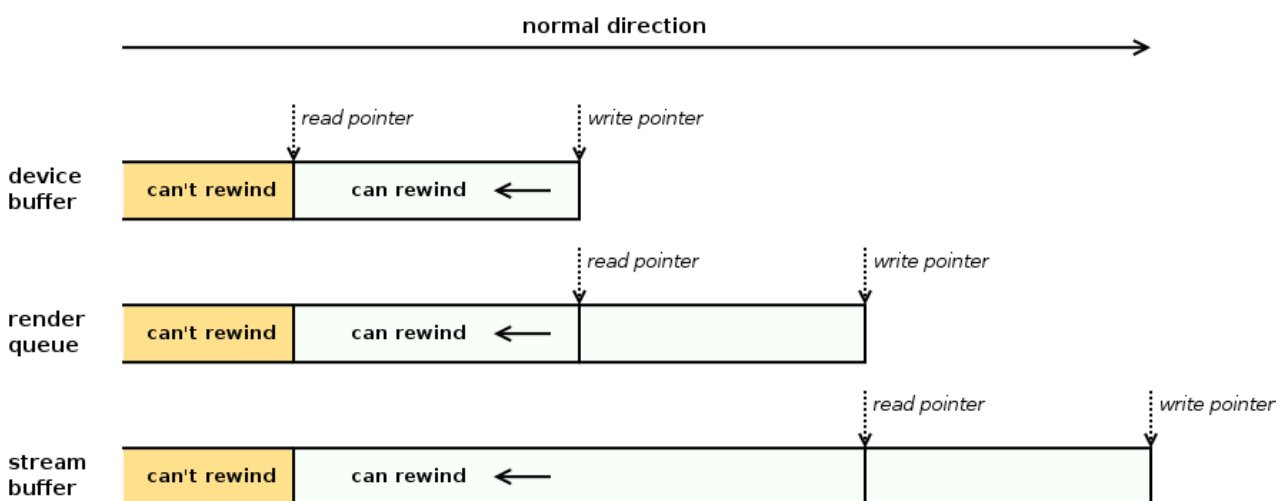 normal direction
read pointer
write pointer
device
buffer
can't rewind
can rewind
read pointer
write pointer
render
queue
can't rewind
can rewind
read pointer
write pointer
stream
buffer
can't rewind
can rewind